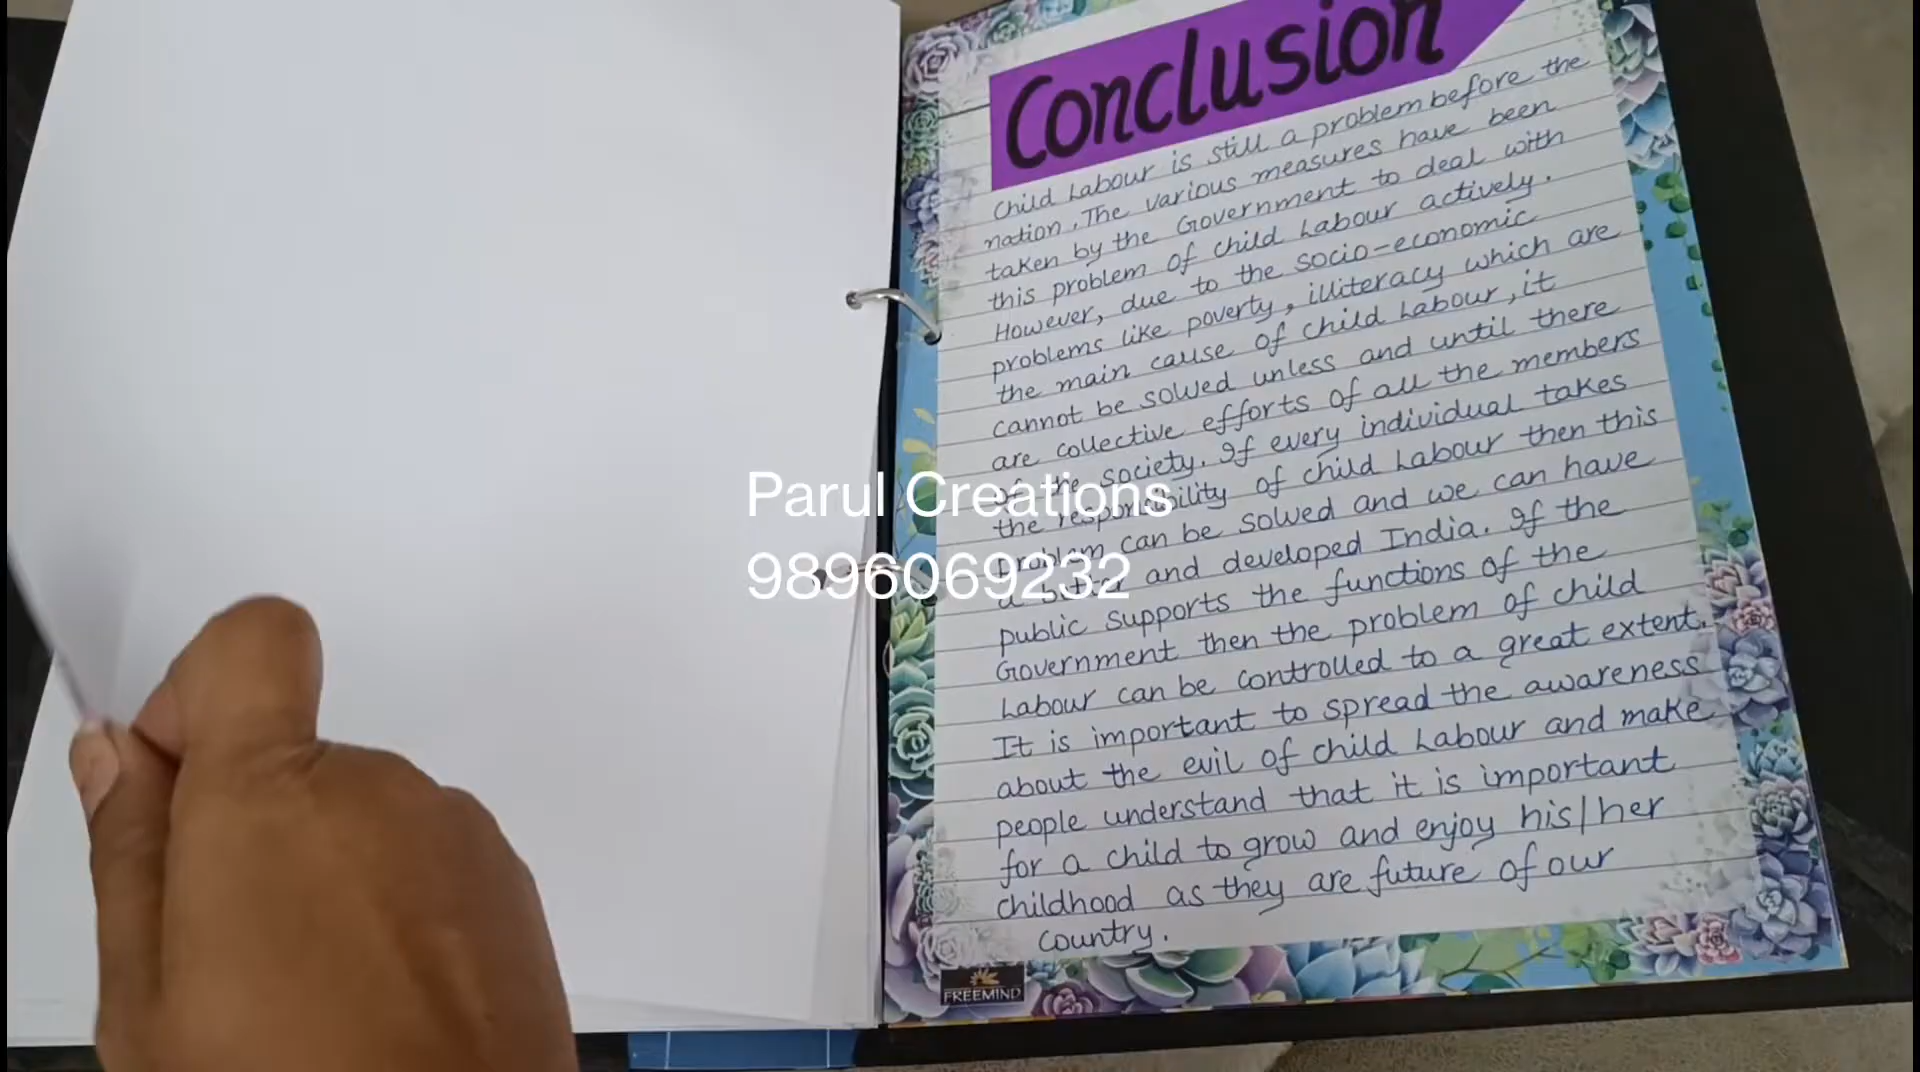 Conclusion
Child Labour is still a problem before the
nation. The various measures have been
taken by the Government to deal with
this problem of child Labour actively.
However, due to the socio-economic
problems like poverty, illiteracy which are
the main cause of child Labour, it
cannot be solved unless and until there
are collective efforts of all the members
of the society. If every individual takes
the responsibility of child Labour then this
problem can be solved and we can have
a better and developed India. If the
public supports the functions of the
Government then the problem of child
Labour can be controlled to a great extent.
It is important to spread the awareness
about the evil of child Labour and make
people understand that it is important
for a child to grow and enjoy his/her
childhood as they are future of our
country.
Parul Creations
9896069232
FREEMIND